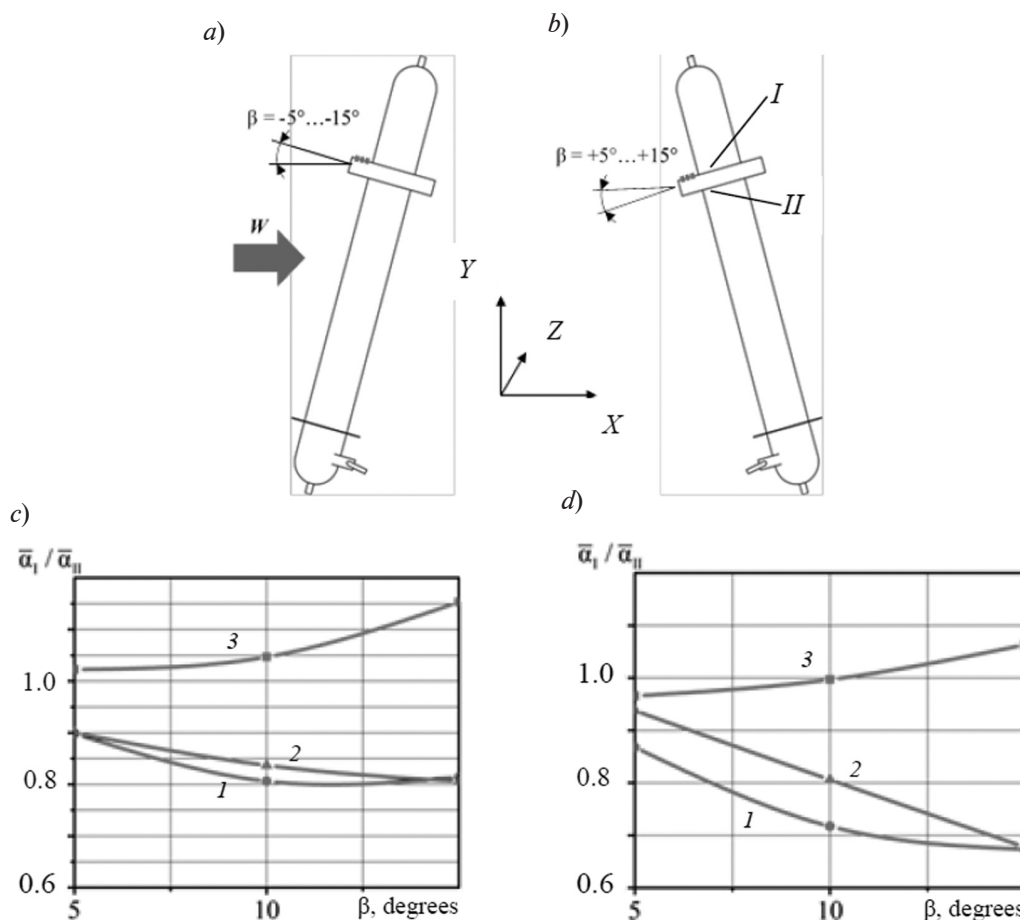 a)
b)
β = -5°...-15°
I
β = +5°...+15°
II
W
Y
Z
X
c)
ᾱI / ᾱII
3
1.0
2
0.8
1
0.6
5
10
β, degrees
d)
ᾱI / ᾱII
3
1.0
2
0.8
1
0.6
5
10
β, degrees